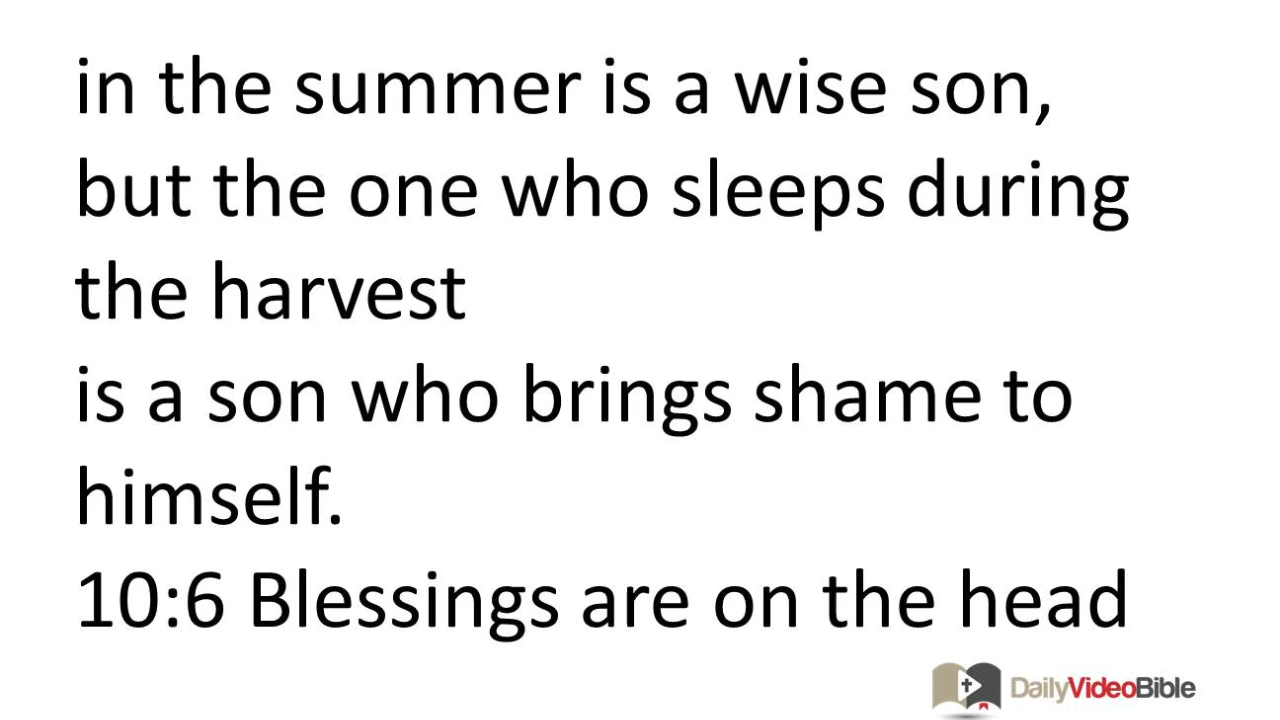 in the summer is a wise son,
but the one who sleeps during
the harvest
is a son who brings shame to
himself.
10:6 Blessings are on the head
DailyVideoBible